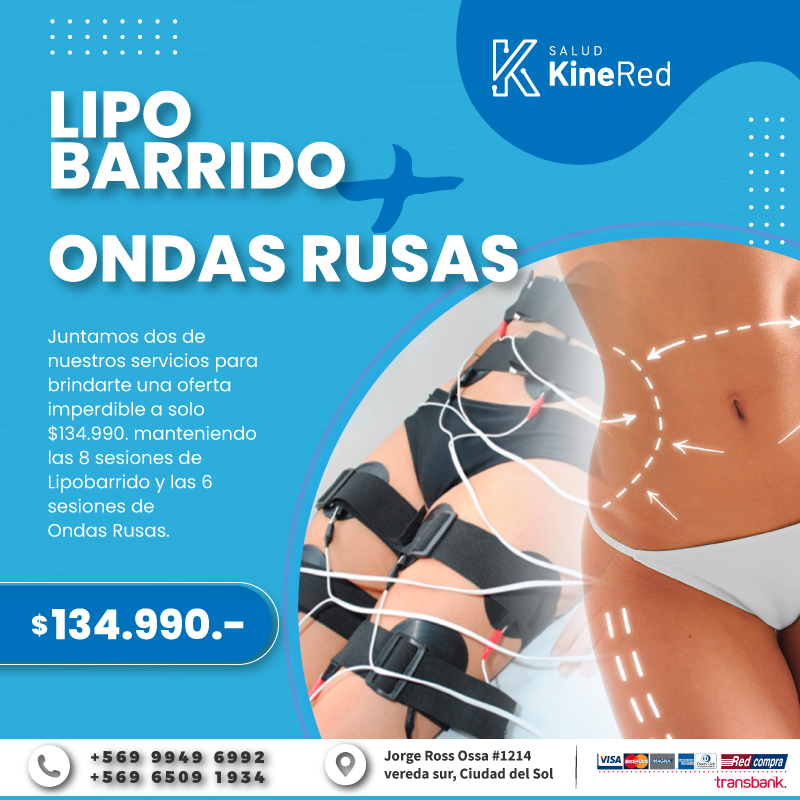 SALUD
KineRed
LIPO
BARRIDO
+
ONDAS RUSAS
Juntamos dos de
nuestros servicios para
brindarte una oferta
imperdible a solo
$134.990. manteniendo
las 8 sesiones de
Lipobarrido y las 6
sesiones de
Ondas Rusas.
$134.990.-
+569 9949 6992
+569 6509 1934
Jorge Ross Ossa #1214
vereda sur, Ciudad del Sol
VISA MasterCard MAGNA Red compra
transbank.